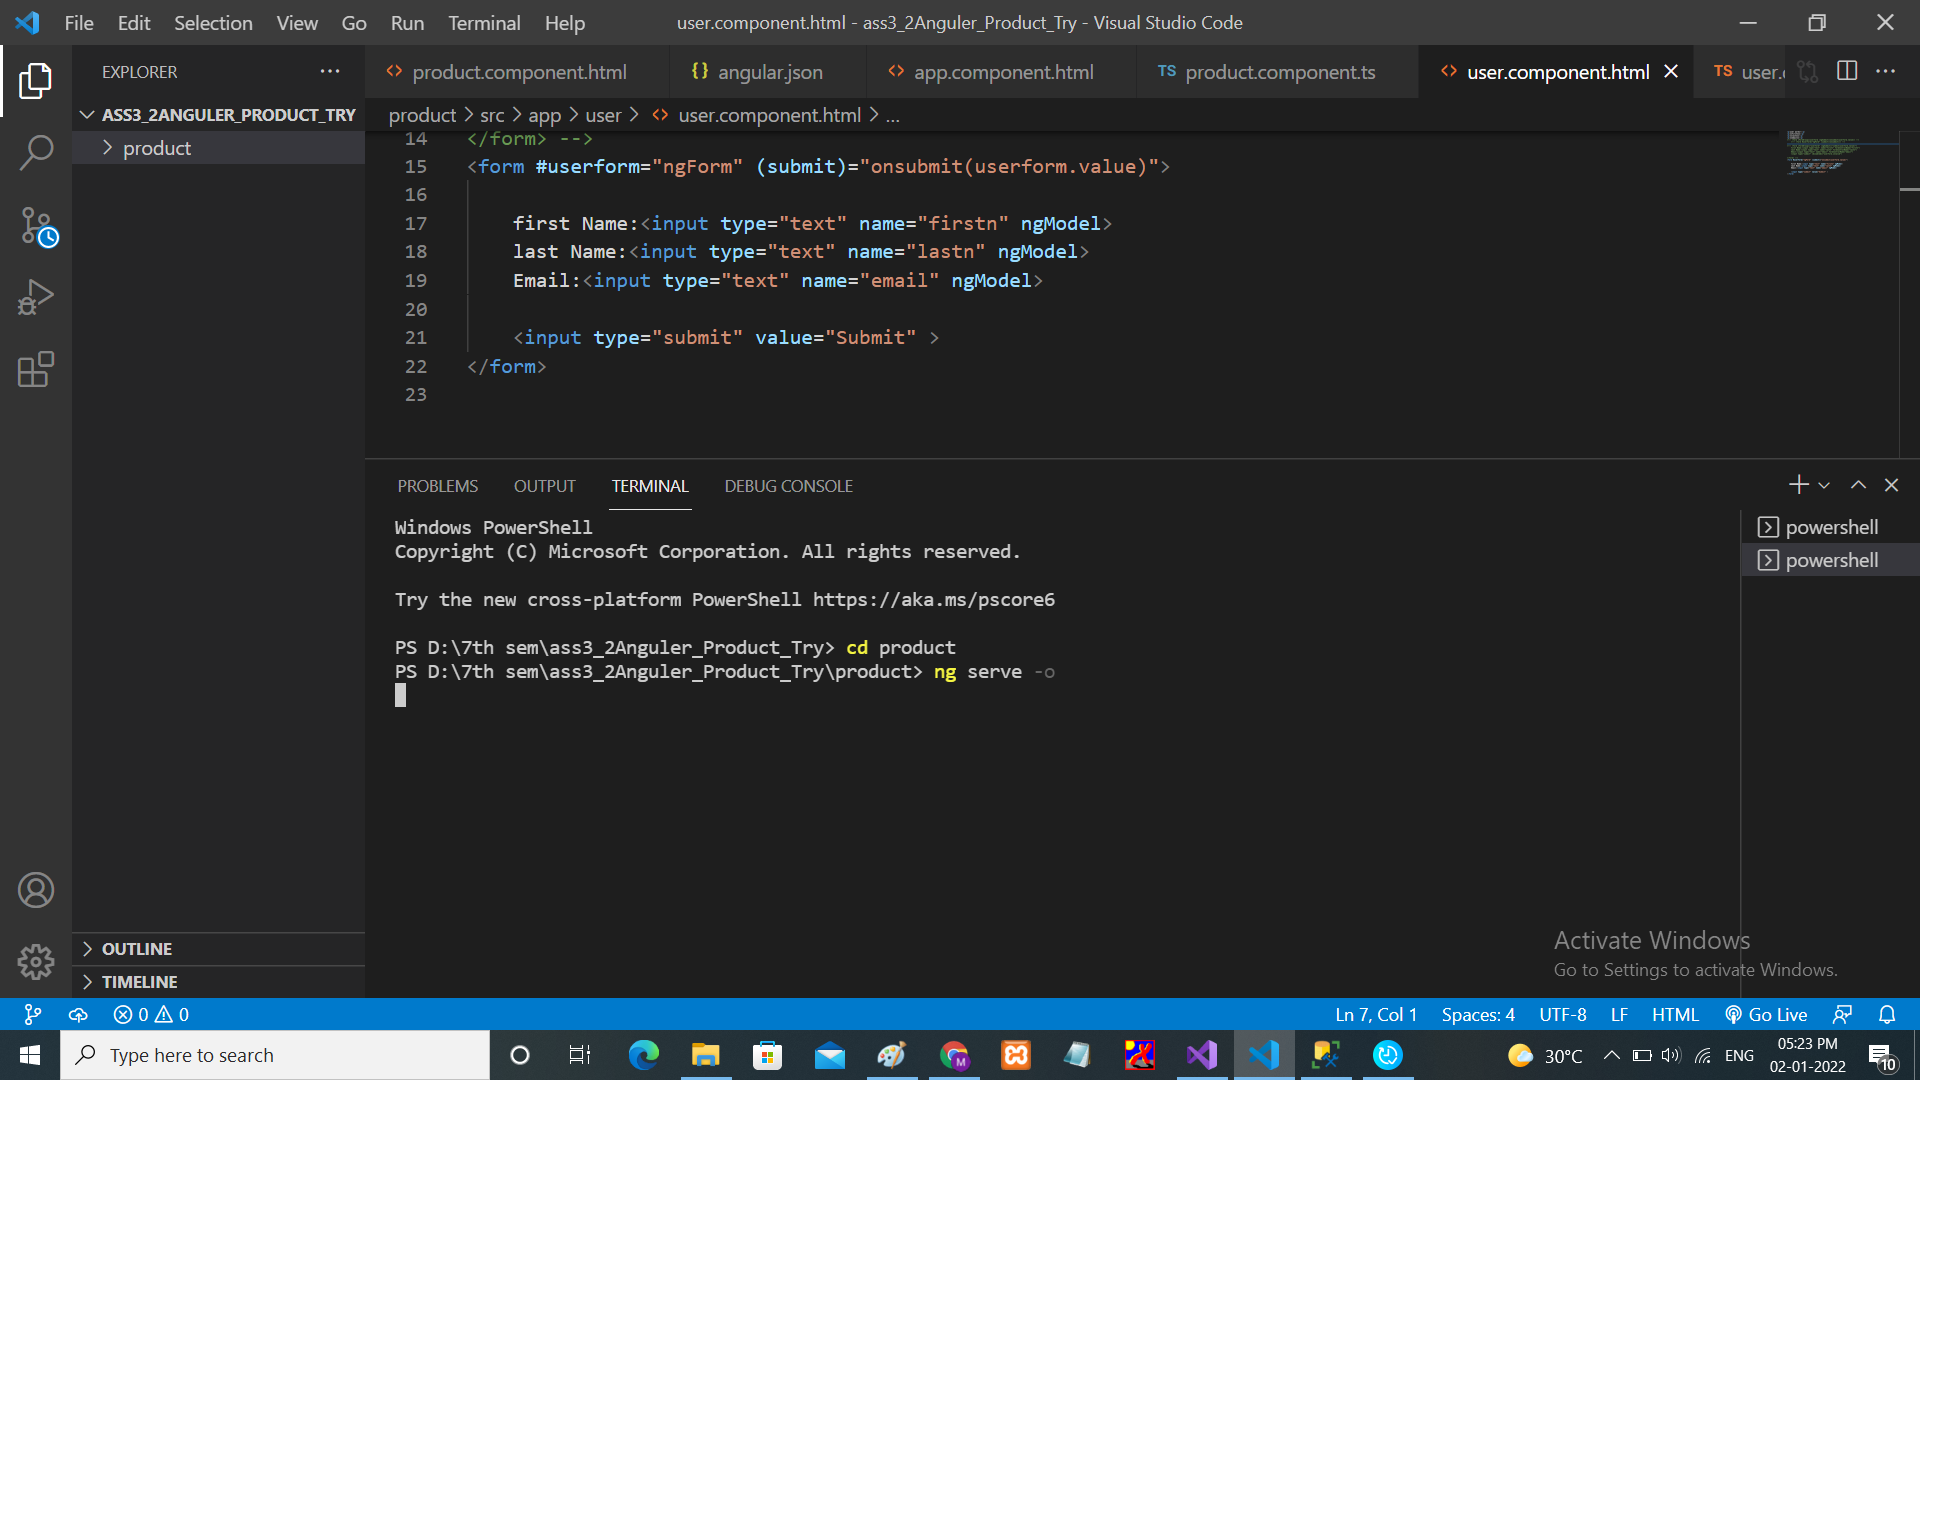 File Edit Selection View Go Run Terminal Help user.component.html - ass3_2Anguler_Product_Try - Visual Studio Code
EXPLORER
product.component.html angular.json app.component.html TS product.component.ts user.component.html TS user.
ASS3_2ANGULER_PRODUCT_TRY
product
product > src > app > user > user.component.html > ...
14 </form> -->
15 <form #userform="ngForm" (submit)="onsubmit(userform.value)">
16
17 first Name:<input type="text" name="firstn" ngModel>
18 last Name:<input type="text" name="lastn" ngModel>
19 Email:<input type="text" name="email" ngModel>
20
21 <input type="submit" value="Submit" >
22 </form>
23
PROBLEMS OUTPUT TERMINAL DEBUG CONSOLE
Windows PowerShell
Copyright (C) Microsoft Corporation. All rights reserved.
Try the new cross-platform PowerShell https://aka.ms/pscore6
PS D:\7th sem\ass3_2Anguler_Product_Try> cd product
PS D:\7th sem\ass3_2Anguler_Product_Try\product> ng serve -o
powershell
powershell
OUTLINE
TIMELINE
Activate Windows
Go to Settings to activate Windows.
0 0 Ln 7, Col 1 Spaces: 4 UTF-8 LF HTML Go Live
Type here to search
M
30°C ENG
05:23 PM
02-01-2022
10